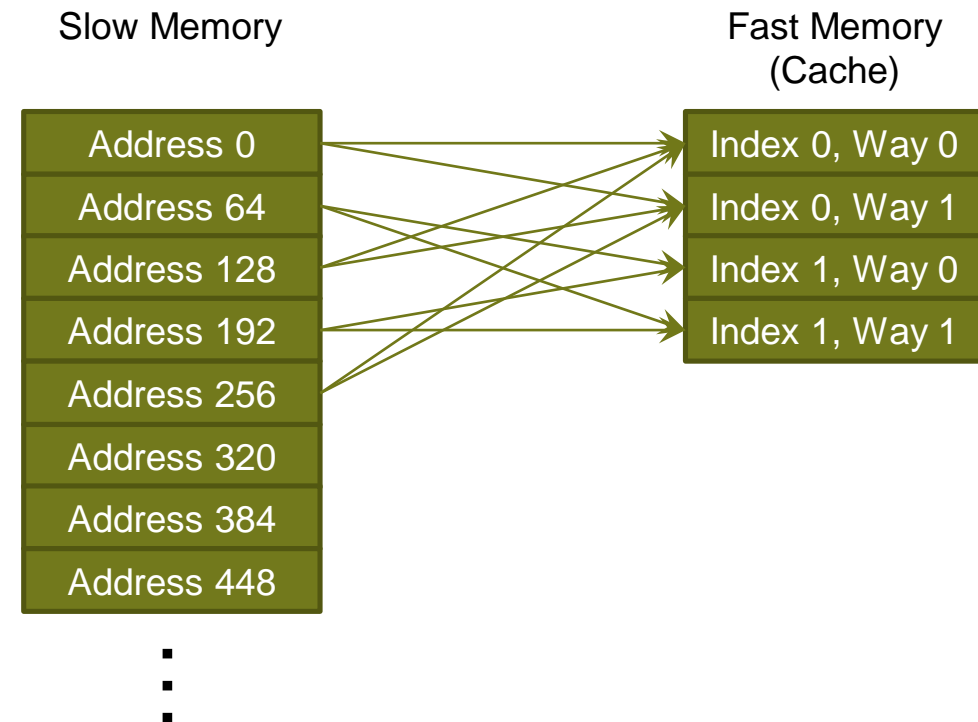 Slow Memory
Address 0
Address 64
Address 128
Address 192
Address 256
Address 320
Address 384
Address 448
Fast Memory
(Cache)
Index 0, Way 0
Index 0, Way 1
Index 1, Way 0
Index 1, Way 1